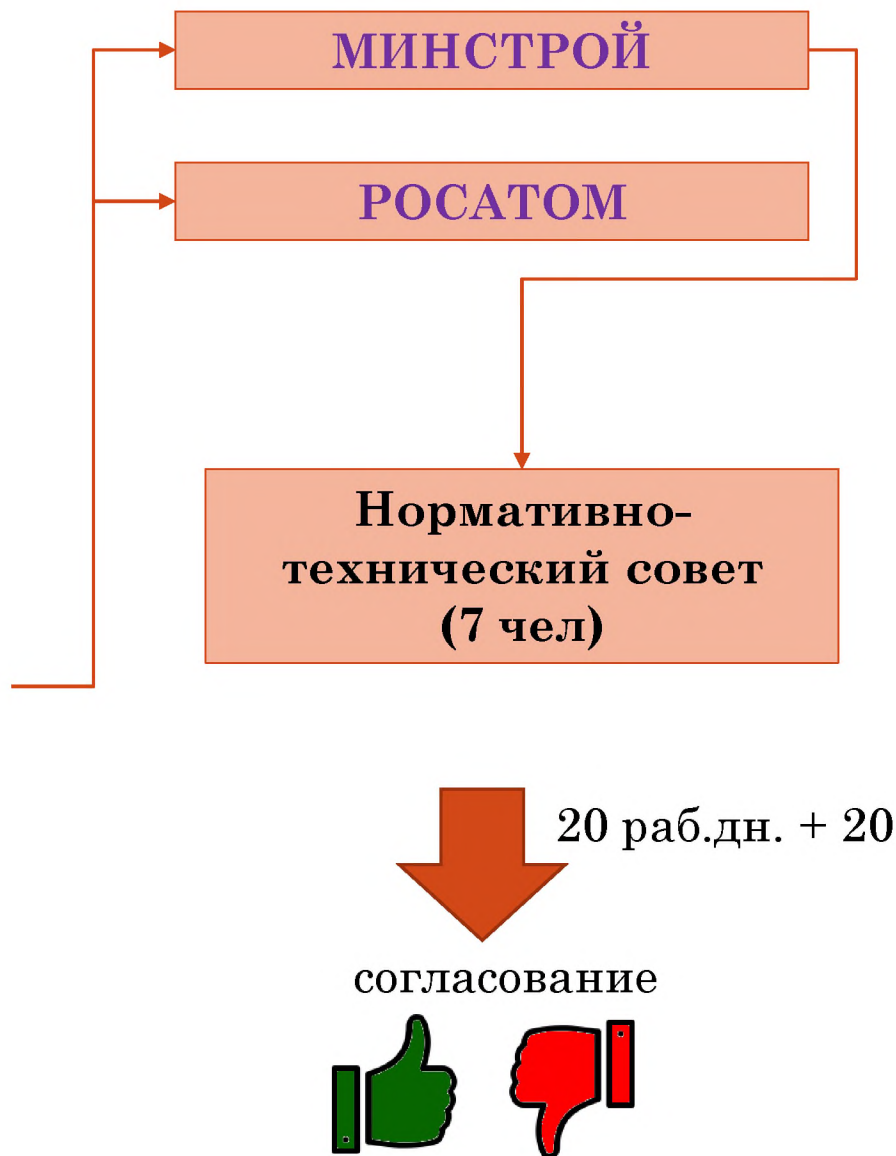 МИНСТРОЙ
РОСАТОМ
Нормативно-
технический совет
(7 чел)
20 раб.дн. + 20
согласование